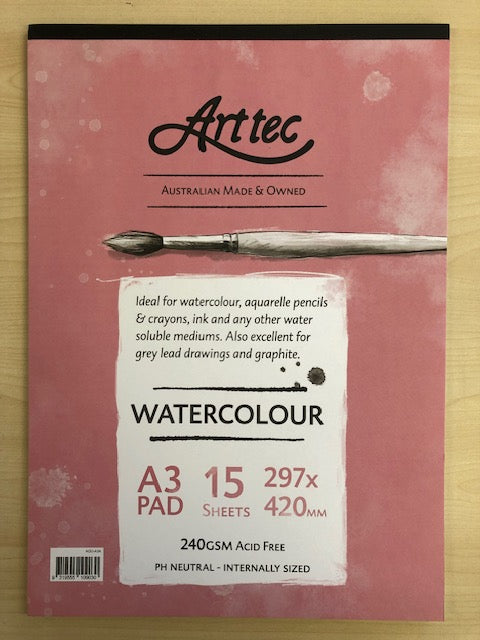 Arttec
Australian Made & Owned
Ideal for watercolour, aquarelle pencils
& crayons, ink and any other water
soluble mediums. Also excellent for
grey lead drawings and graphite.
WATERCOLOUR
A3 15 297x
PAD Sheets 420mm
240gsm Acid Free
pH neutral - internally sized